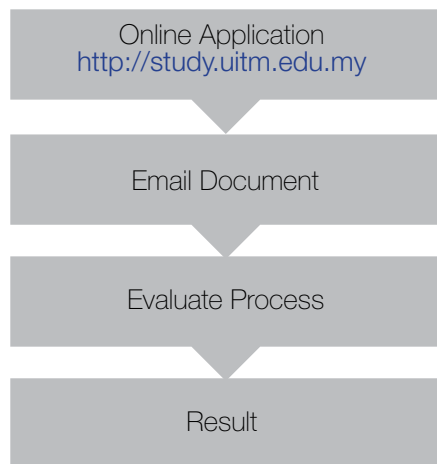 Online Application
http://study.uitm.edu.my
Email Document
Evaluate Process
Result